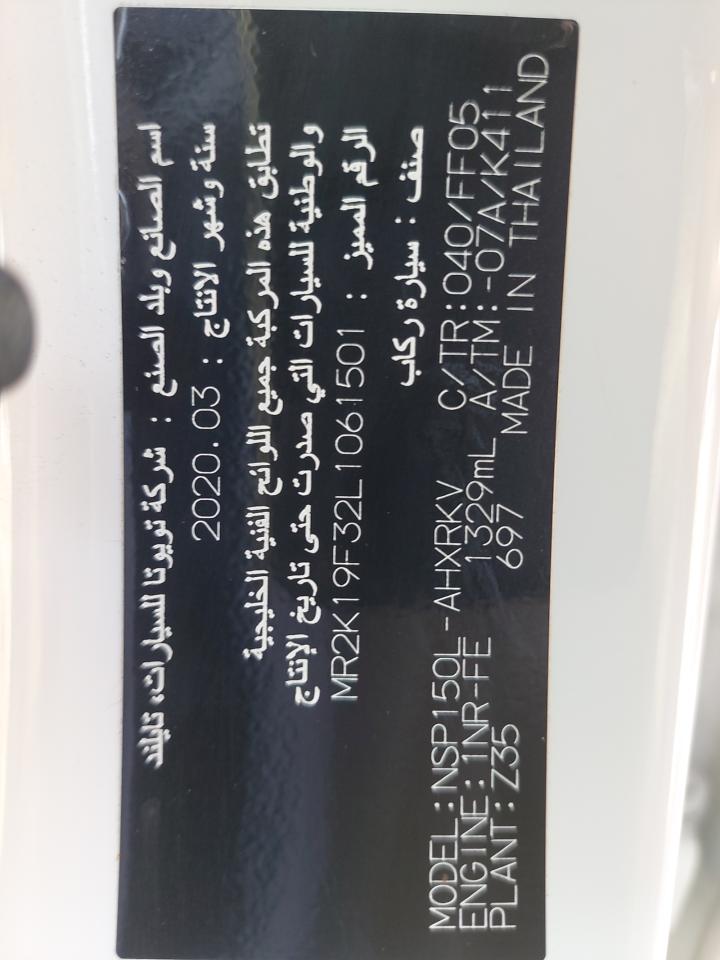 اسم الصانع وبلد الصنع : شركة تويوتا للسيارات، تايلند
سنة وشهر الانتاج : 2020.03
تطابق هذه المركبة جميع اللوائح الفنية الخليجية
والوطنية للسيارات التي صدرت حتى تاريخ الإنتاج
الرقم المميز : MR2K19F32L1061501
صنف : سيارة ركاب
MODEL : NSP150L-AHXRKV C/TR : 040/FF05
ENGINE : 1NR-FE 1329mL A/TM : -07A/K411
PLANT : Z35 697 MADE IN THAILAND